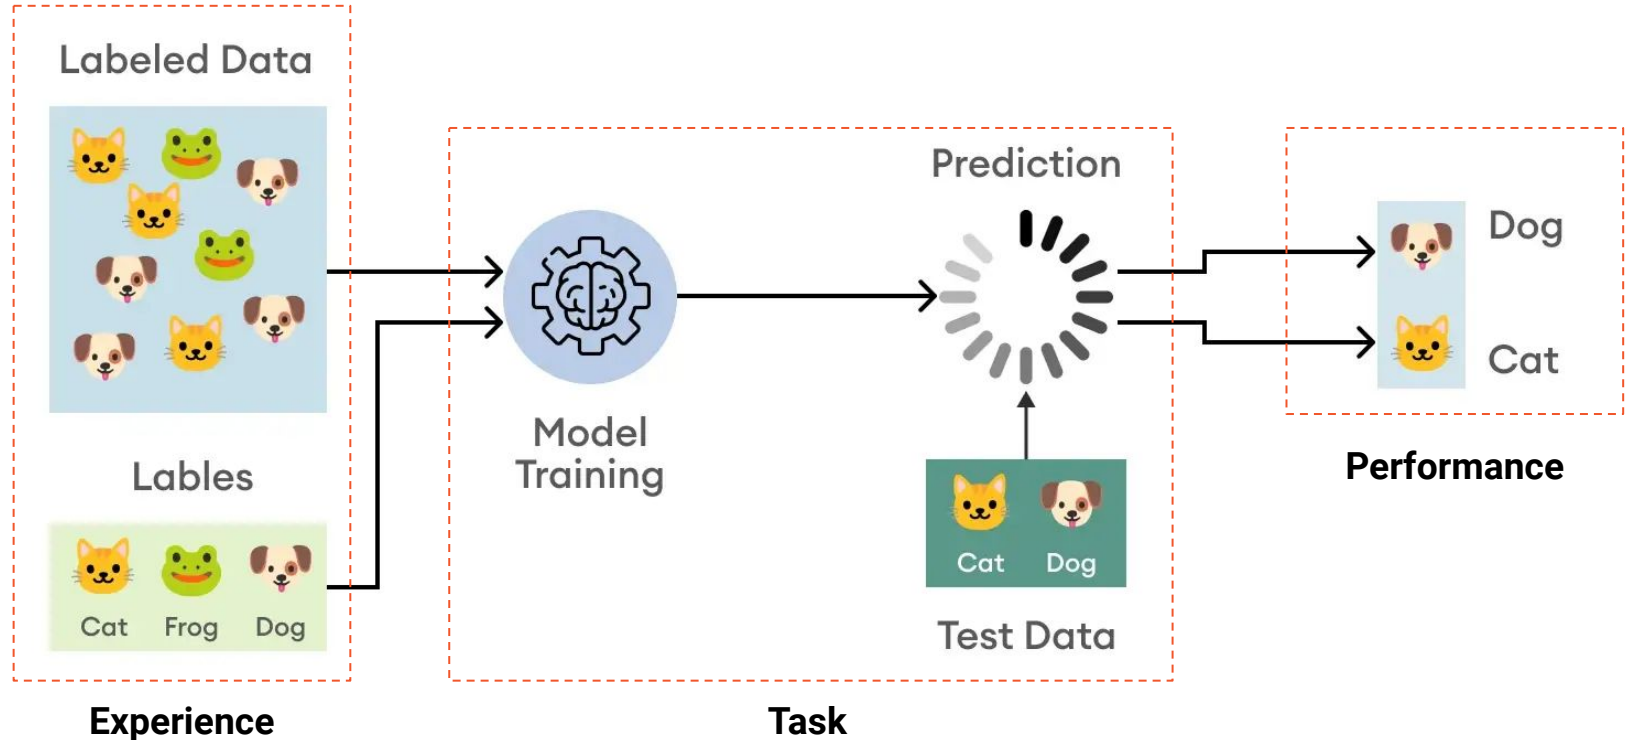 Labeled Data
Lables
Cat Frog Dog
Experience
Model
Training
Prediction
Cat Dog
Test Data
Task
Dog
Cat
Performance